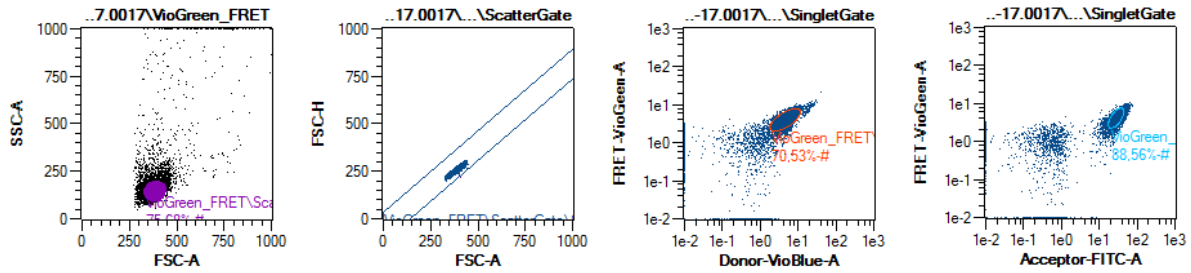 ..7.0017\VioGreen_FRET
1000
750
500
250
0
SSC-A
VioGreen_FRET\Sca
75,68%-#
0 250 500 750 1000
FSC-A
..17.0017\...\ScatterGate
1000
750
500
250
0
FSC-H
0 250 500 750 1000
FSC-A
..-17.0017\...\SingletGate
1e3
1e2
1e1
1e0
1e-1
1e-2
FRET-VioGeen-A
VioGreen_FRET\
70,53%-#
1e-2 1e-1 1e0 1e1 1e2 1e3
Donor-VioBlue-A
..-17.0017\...\SingletGate
1e3
1e2
1e1
1e0
1e-1
1e-2
FRET-VioGeen-A
VioGreen_
88,56%-#
1e-2 1e-1 1e0 1e1 1e2 1e3
Acceptor-FITC-A